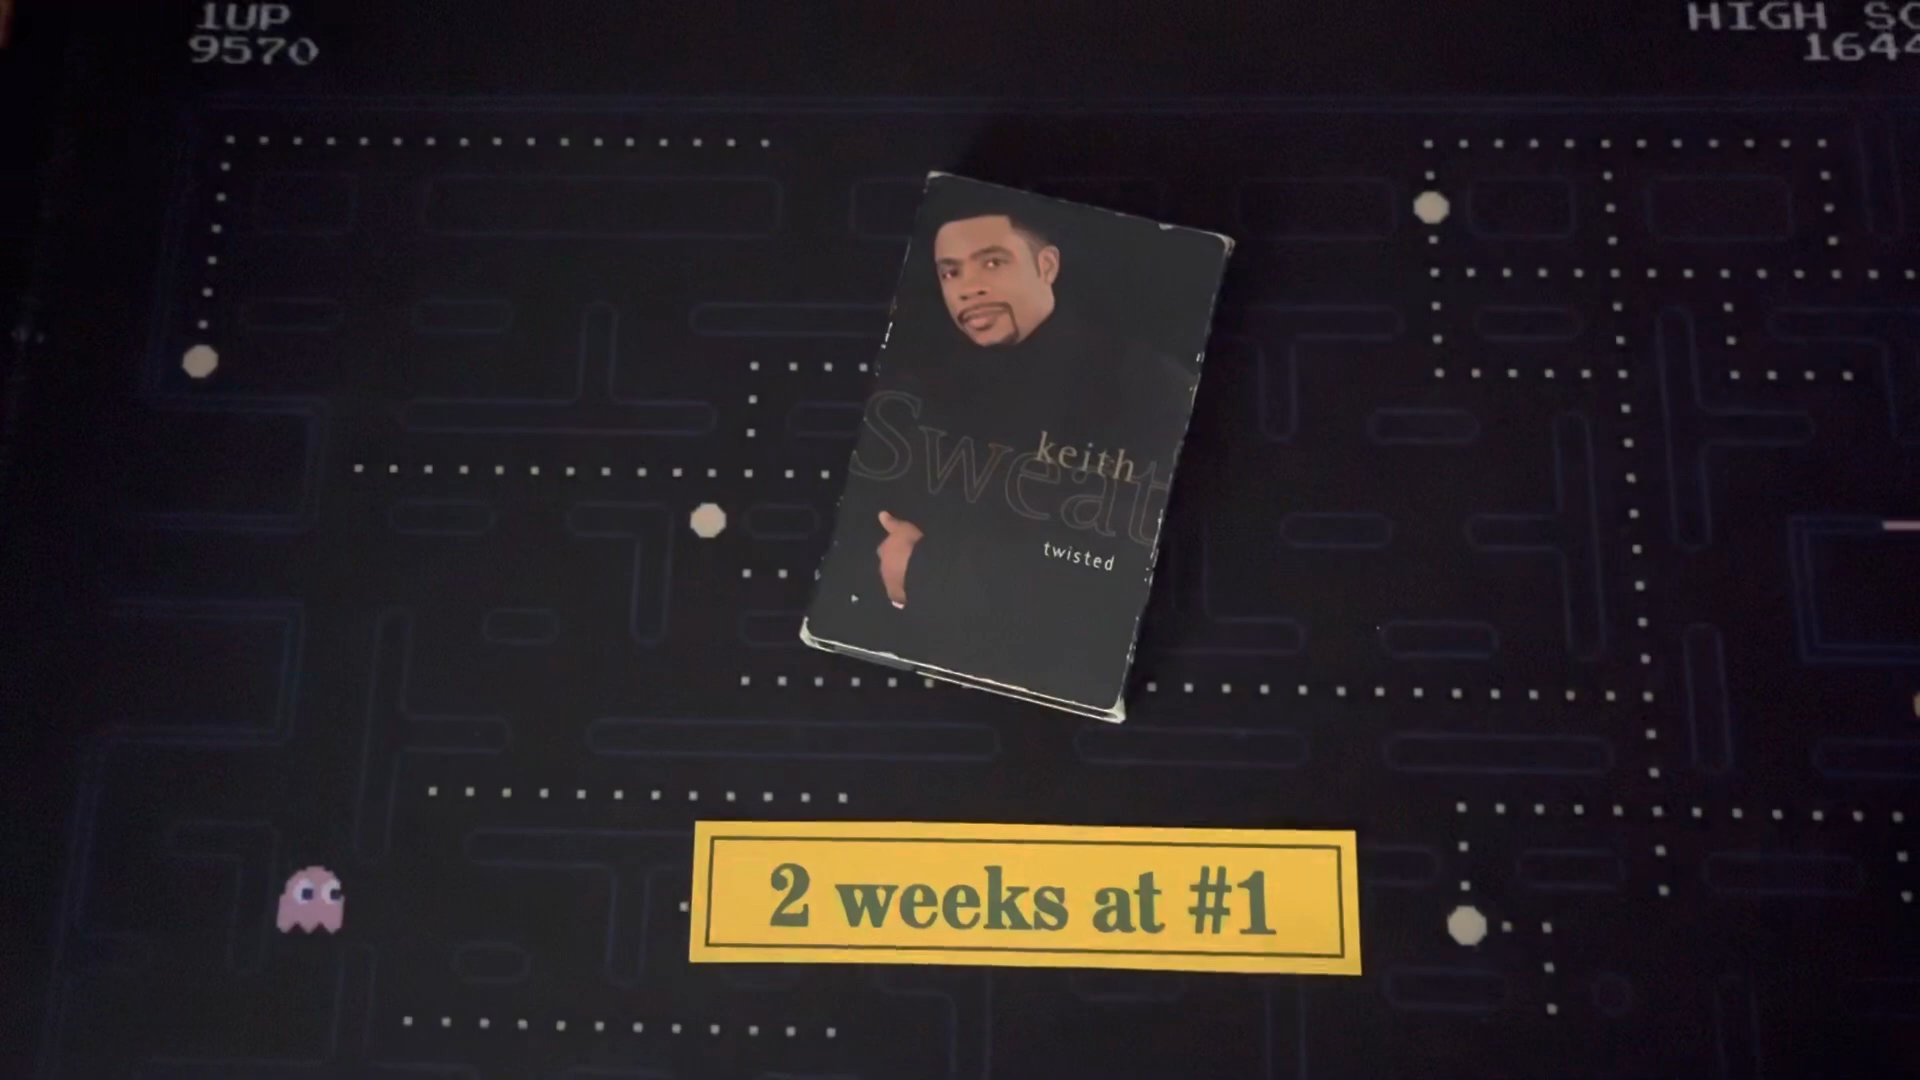 1UP
9570
HIGH SC
1644
keith
Sweat
twisted
2 weeks at #1